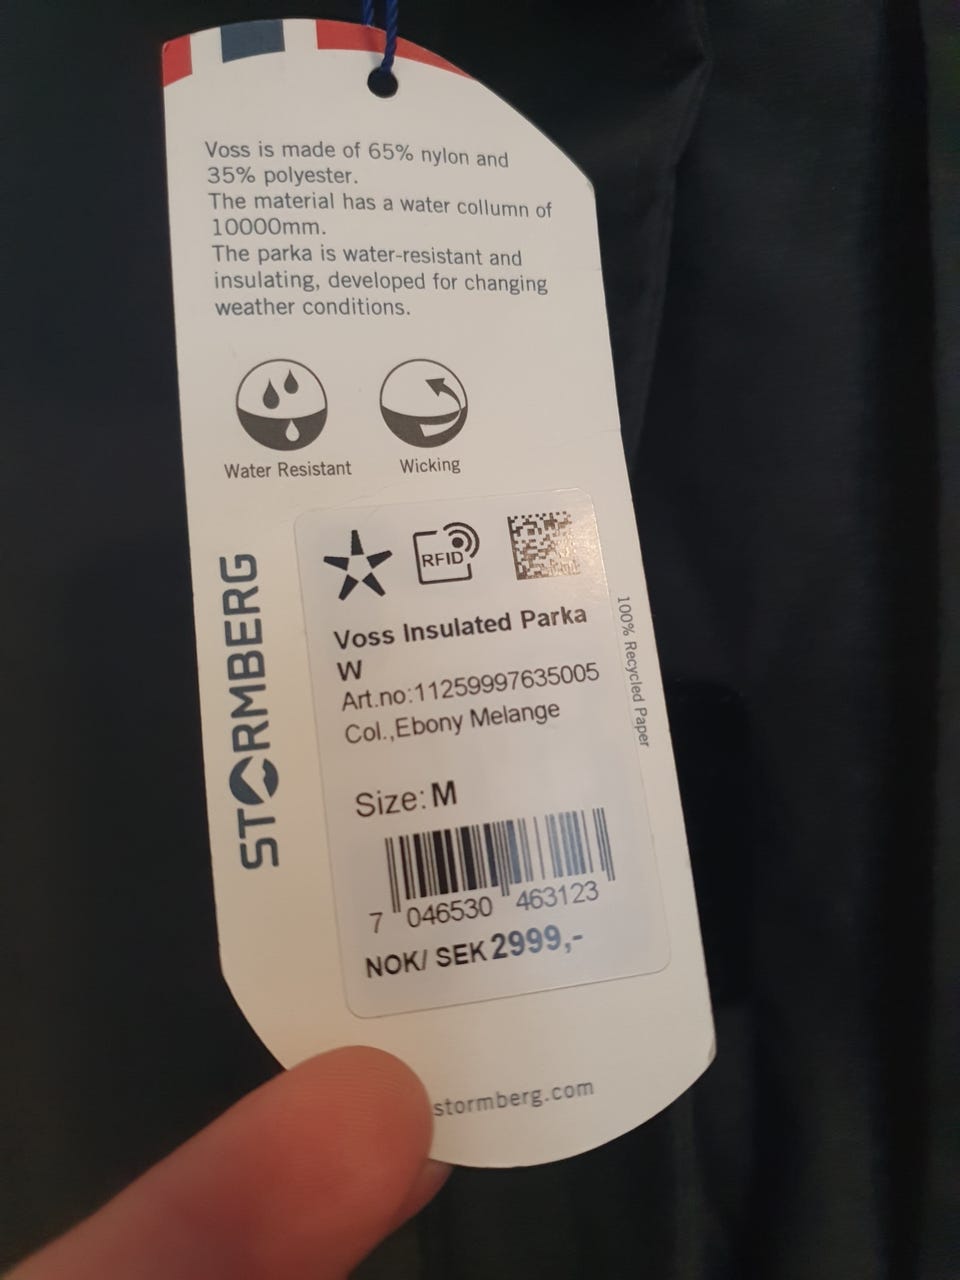 Voss is made of 65% nylon and
35% polyester.
The material has a water collumn of
10000mm.
The parka is water-resistant and
insulating, developed for changing
weather conditions.
Water Resistant
Wicking
STORMBERG
RFID
Voss Insulated Parka
W
Art.no:11259997635005
Col.,Ebony Melange
Size: M
7 046530 463123
NOK/ SEK 2999,-
100% Recycled Paper
stormberg.com